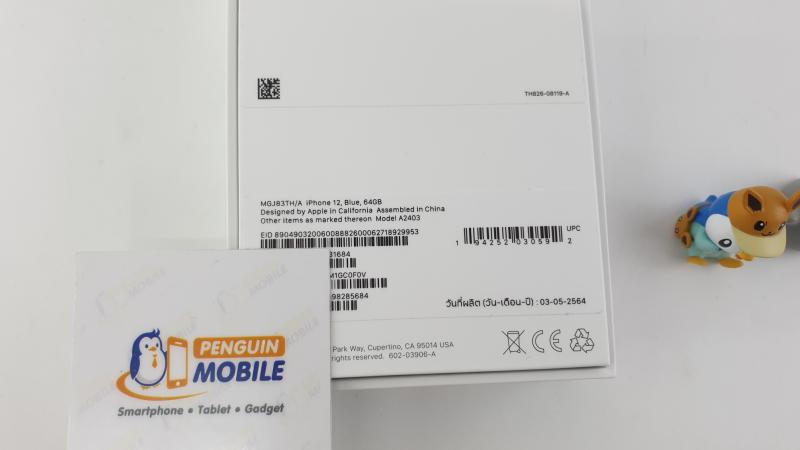 TH826-08119-A
MGJ83TH/A iPhone 12, Blue, 64GB
Designed by Apple in California Assembled in China
Other items as marked thereon Model A2403
EID 89049032006008882600062718929953
UPC
1 94252 03059 2
31684
M1GC0F0V
98285684
วันที่ผลิต (วัน-เดือน-ปี) : 03-05-2564
Park Way, Cupertino, CA 95014 USA
rights reserved. 602-03906-A
CE
PENGUIN
MOBILE
Smartphone • Tablet • Gadget